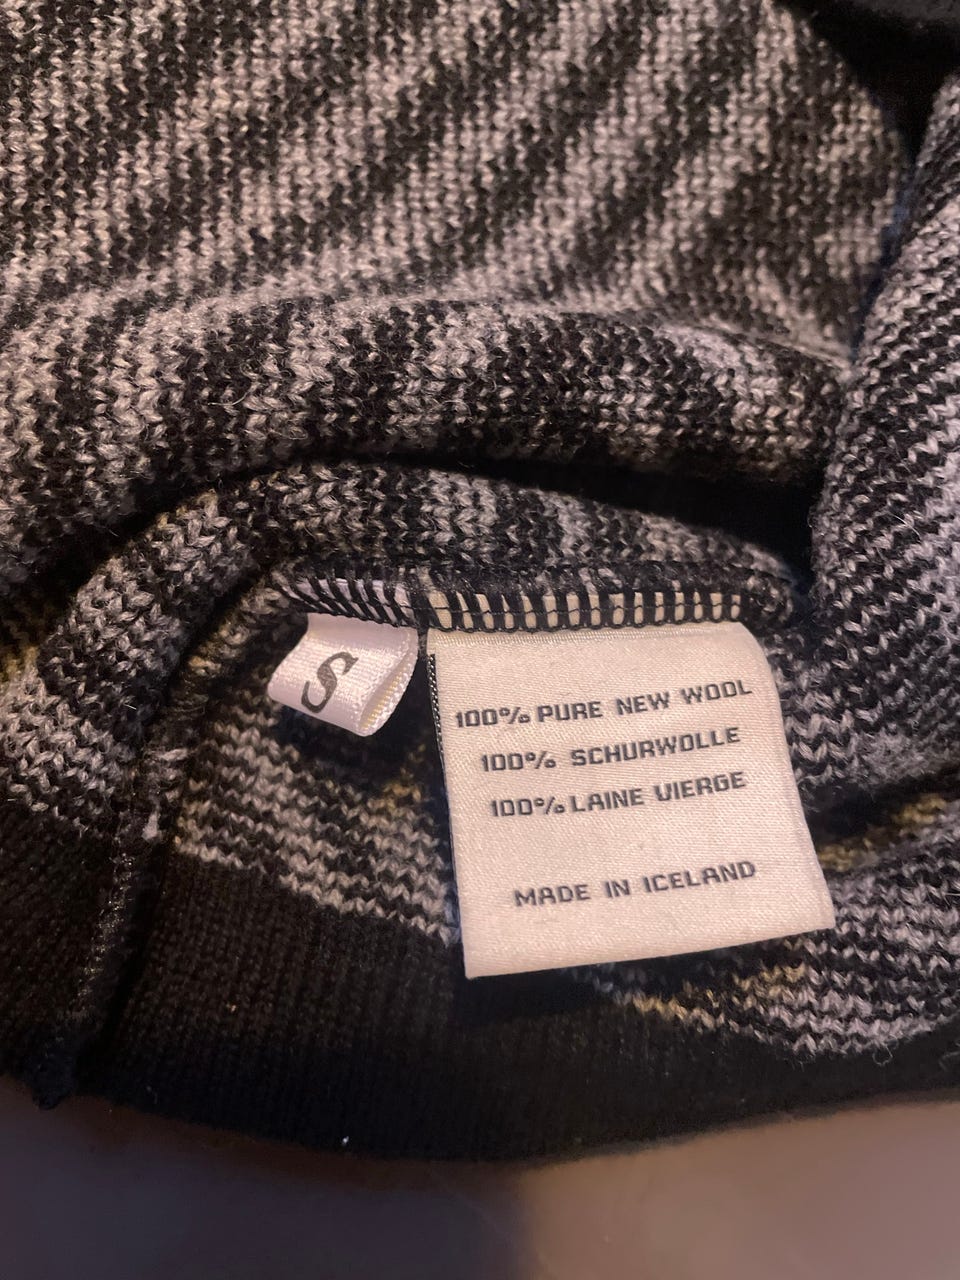 S
100% PURE NEW WOOL
100% SCHURWOLLE
100% LAINE VIERGE
MADE IN ICELAND